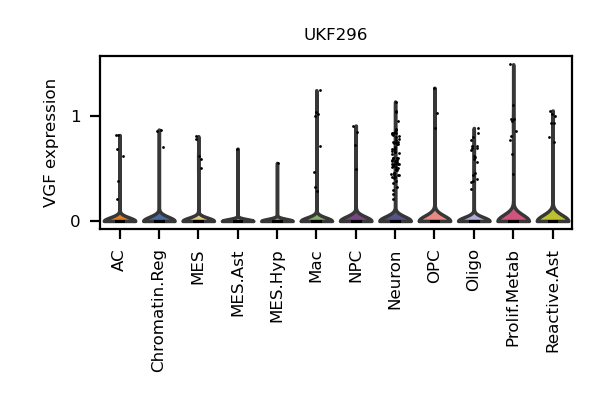 UKF296
VGF expression
1
0
AC
Chromatin.Reg
MES
MES.Ast
MES.Hyp
Mac
NPC
Neuron
OPC
Oligo
Prolif.Metab
Reactive.Ast